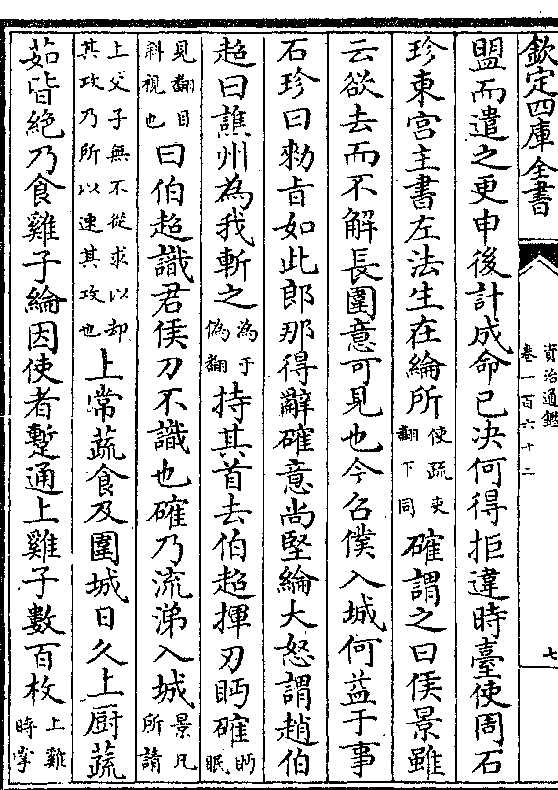 欽定四庫全書
資治通鑑
卷一百六十二
七
盟而遣之更申後計成命已決何得拒違時臺使周石
珍東宮主書左法生在綸所使疏吏翻下同確謂之曰侯景雖
云欲去而不解長圍意可見也今召僕入城何益于事
石珍曰勑㫖如此郎那得辭確意尚堅綸大怒謂趙伯
超曰譙州為我斬之為于偽翻持其首去伯超揮刃眄確眄眠
見翻目斜視也曰伯超識君侯刀不識也確乃流涕入城景凡所請
上父子無不從求以却其攻乃所以速其攻也上常蔬食及圍城日久上厨蔬
茹皆絶乃食雞子綸因使者蹔通上雞子數百枚上雞時掌